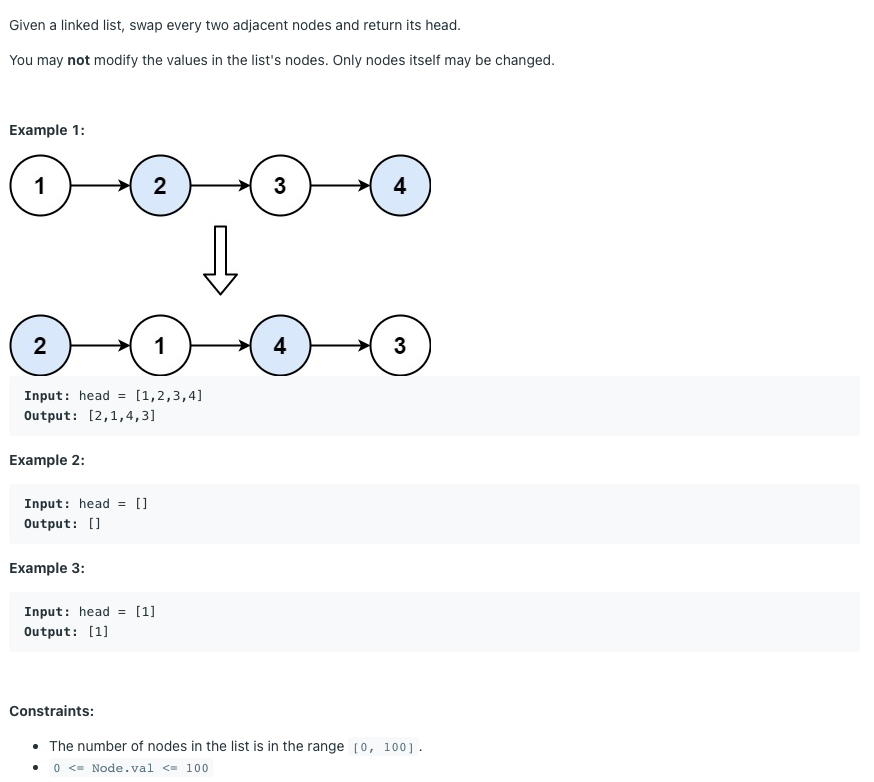 Given a linked list, swap every two adjacent nodes and return its head.
You may not modify the values in the list's nodes. Only nodes itself may be changed.
Example 1:
1 2 3 4
2 1 4 3
Input: head = [1,2,3,4]
Output: [2,1,4,3]
Example 2:
Input: head = []
Output: []
Example 3:
Input: head = [1]
Output: [1]
Constraints:
• The number of nodes in the list is in the range [0, 100].
• 0 <= Node.val <= 100